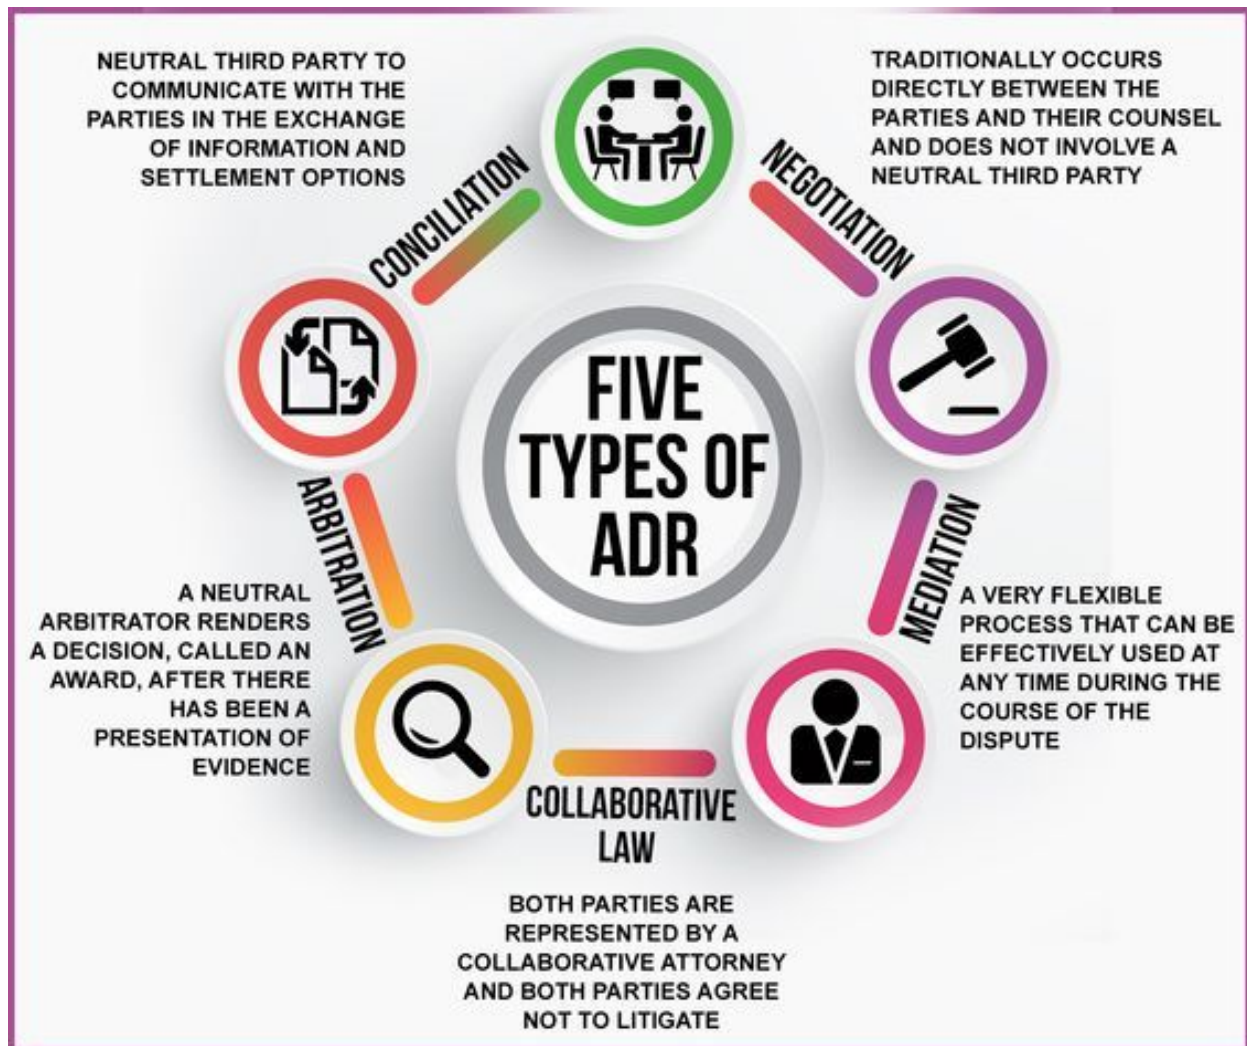 NEUTRAL THIRD PARTY TO
COMMUNICATE WITH THE
PARTIES IN THE EXCHANGE
OF INFORMATION AND
SETTLEMENT OPTIONS
CONCILIATION
TRADITIONALLY OCCURS
DIRECTLY BETWEEN THE
PARTIES AND THEIR COUNSEL
AND DOES NOT INVOLVE A
NEUTRAL THIRD PARTY
NEGOTIATION
FIVE
TYPES OF
ADR
ARBITRATION
A NEUTRAL
ARBITRATOR RENDERS
A DECISION, CALLED AN
AWARD, AFTER THERE
HAS BEEN A
PRESENTATION OF
EVIDENCE
MEDIATION
A VERY FLEXIBLE
PROCESS THAT CAN BE
EFFECTIVELY USED AT
ANY TIME DURING THE
COURSE OF THE
DISPUTE
COLLABORATIVE
LAW
BOTH PARTIES ARE
REPRESENTED BY A
COLLABORATIVE ATTORNEY
AND BOTH PARTIES AGREE
NOT TO LITIGATE